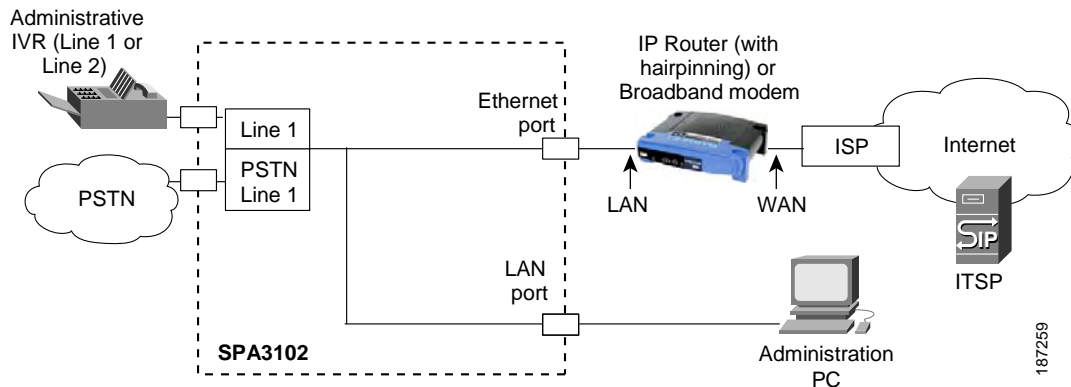 Administrative
IVR (Line 1 or
Line 2)
IP Router (with
hairpinning) or
Broadband modem
Ethernet
port
Line 1
PSTN
Line 1
PSTN
ISP
Internet
LAN
WAN
SIP
ITSP
LAN
port
SPA3102
Administration
PC
187259